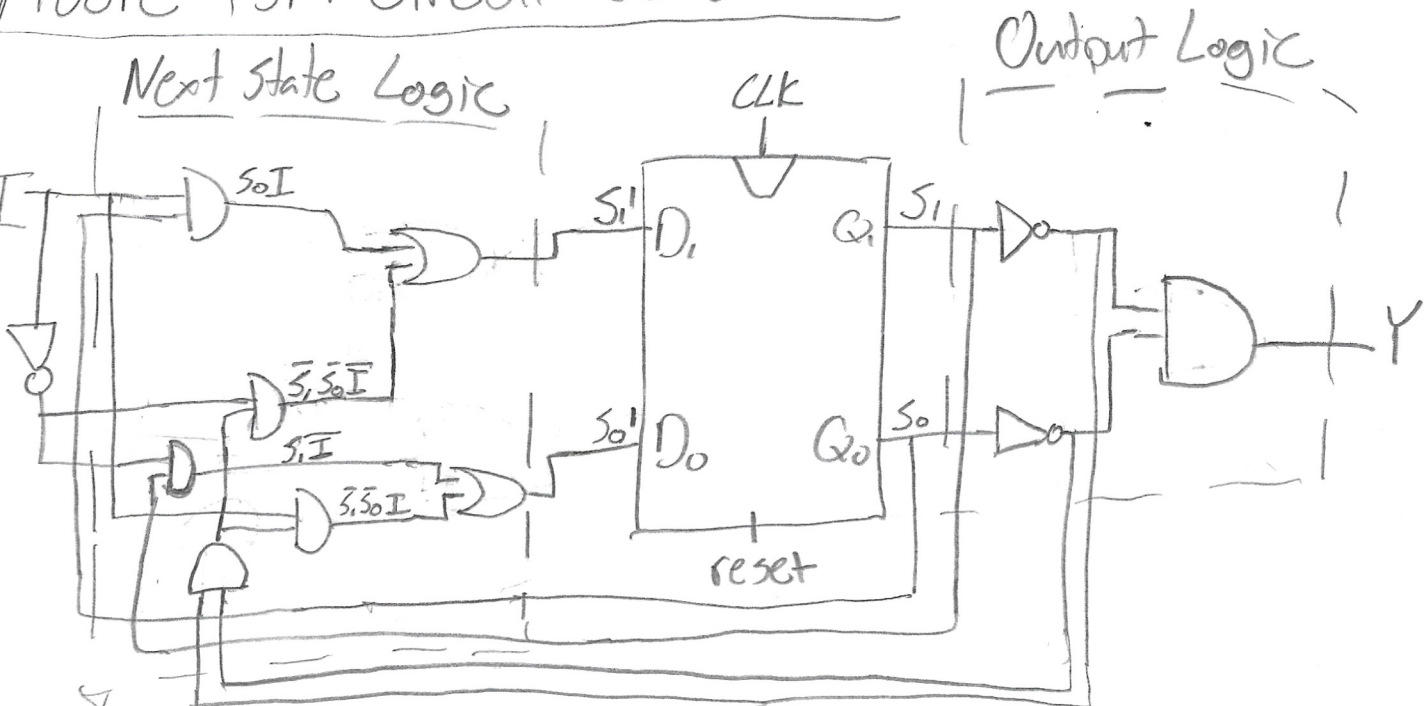 Next State Logic
Output Logic
CLK
I
S₀I
S₁'
D₁
Q₁
S₁
S̅₁S̅₀I̅
Y
S₁I̅
S₀'
D₀
Q₀
S₀
S̅₁S̅₀I
reset